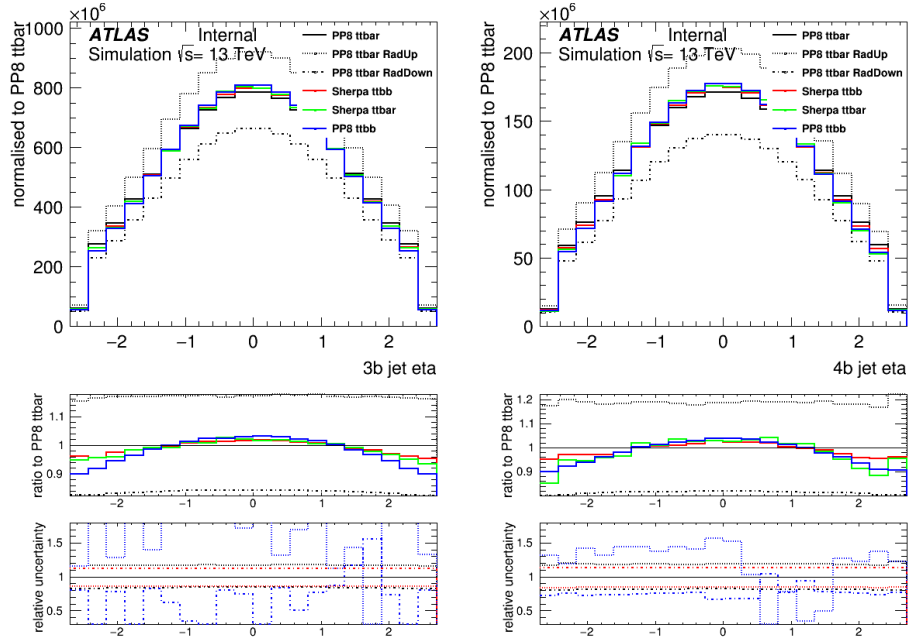 ×10⁶
ATLAS Internal
Simulation √s= 13 TeV
PP8 ttbar
PP8 ttbar RadUp
PP8 ttbar RadDown
Sherpa ttbb
Sherpa ttbar
PP8 ttbb
normalised to PP8 ttbar
1000
800
600
400
200
0
−2 −1 0 1 2
3b jet eta
ratio to PP8 ttbar
1.1
1
0.9
−2 −1 0 1 2
relative uncertainty
1.5
1
0.5
−2 −1 0 1 2
×10⁶
ATLAS Internal
Simulation √s= 13 TeV
PP8 ttbar
PP8 ttbar RadUp
PP8 ttbar RadDown
Sherpa ttbb
Sherpa ttbar
PP8 ttbb
normalised to PP8 ttbar
200
150
100
50
0
−2 −1 0 1 2
4b jet eta
ratio to PP8 ttbar
1.2
1.1
1
0.9
−2 −1 0 1 2
relative uncertainty
1.5
1
0.5
−2 −1 0 1 2